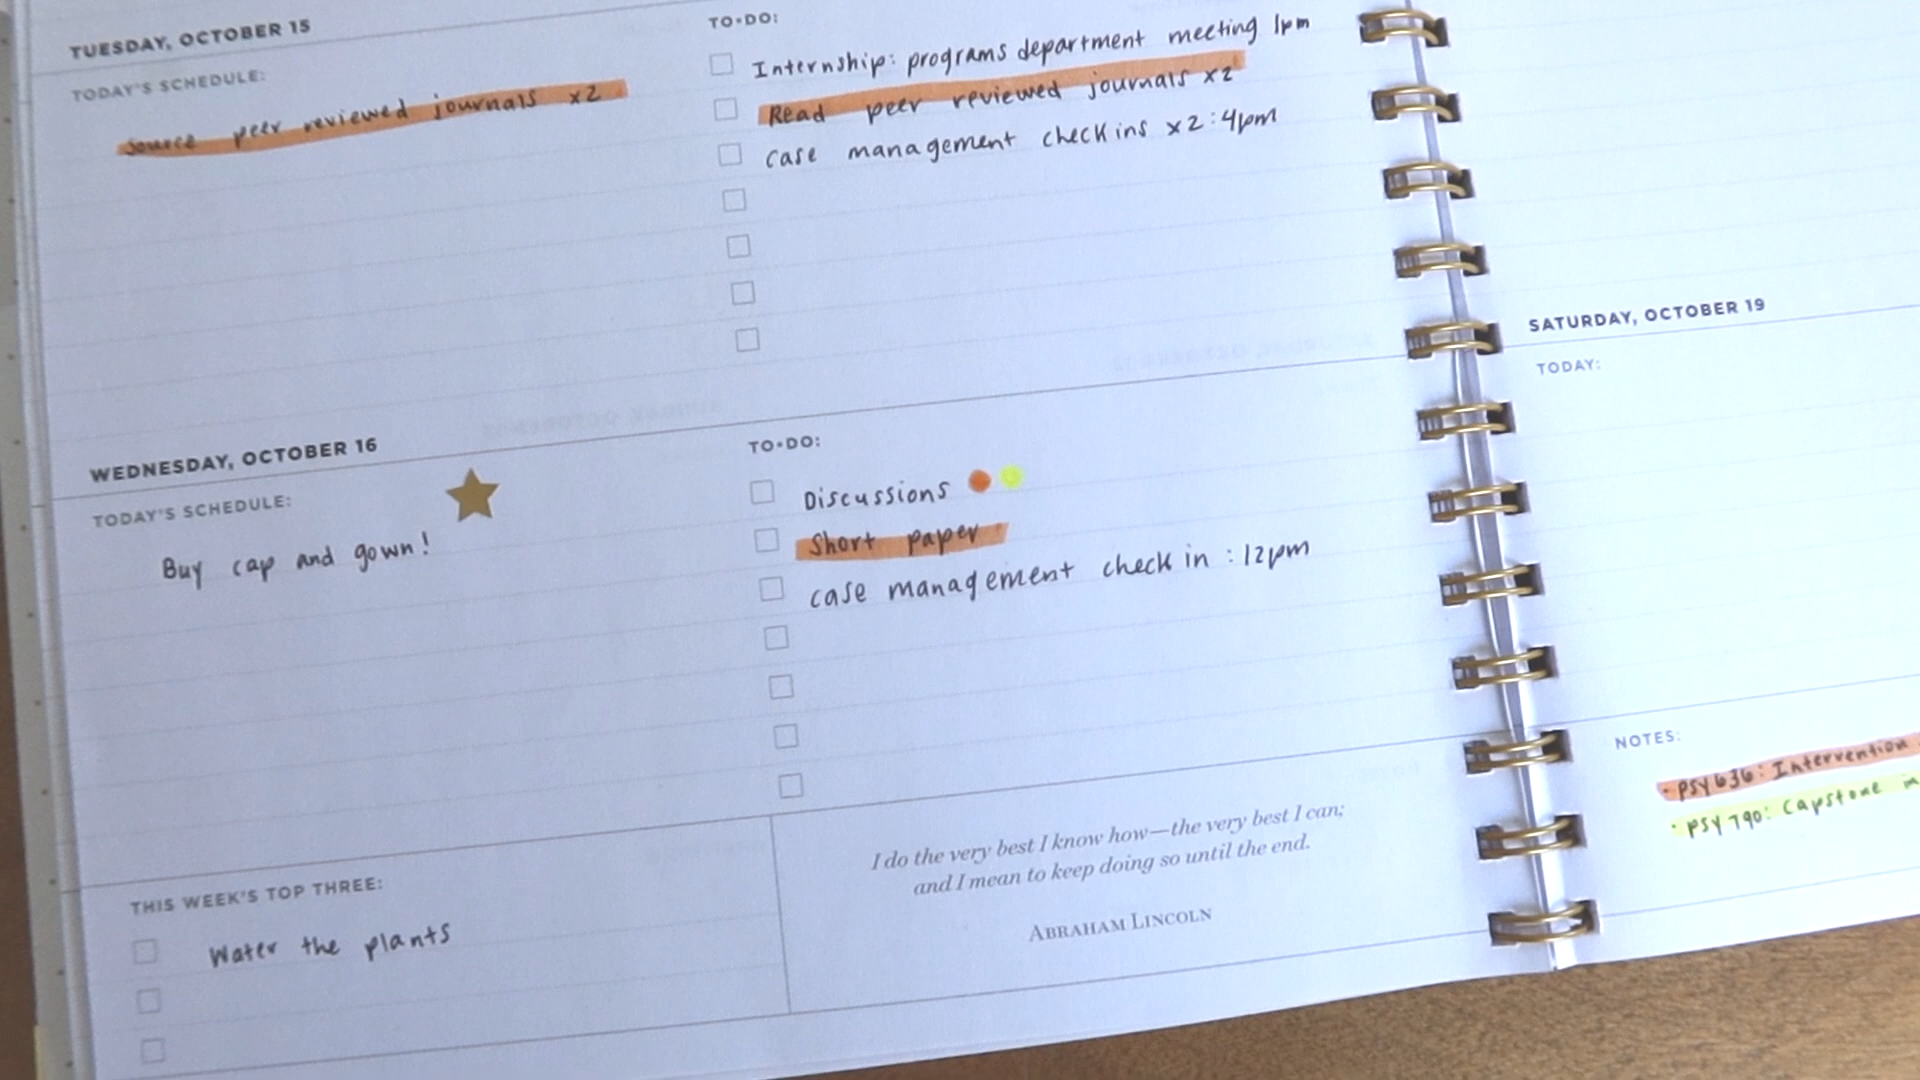 TUESDAY, OCTOBER 15
TODAY'S SCHEDULE:
Source peer reviewed journals x2
TO•DO:
Internship: programs department meeting 1pm
Read peer reviewed journals x2
case management check ins x2:4pm
WEDNESDAY, OCTOBER 16
TODAY'S SCHEDULE:
Buy cap and gown!
TO•DO:
Discussions
Short paper
case management check in : 12pm
THIS WEEK'S TOP THREE:
Water the plants
I do the very best I know how—the very best I can;
and I mean to keep doing so until the end.
ABRAHAM LINCOLN
SATURDAY, OCTOBER 19
TODAY:
NOTES:
• psy 636: Intervention
• psy 790: Capstone in